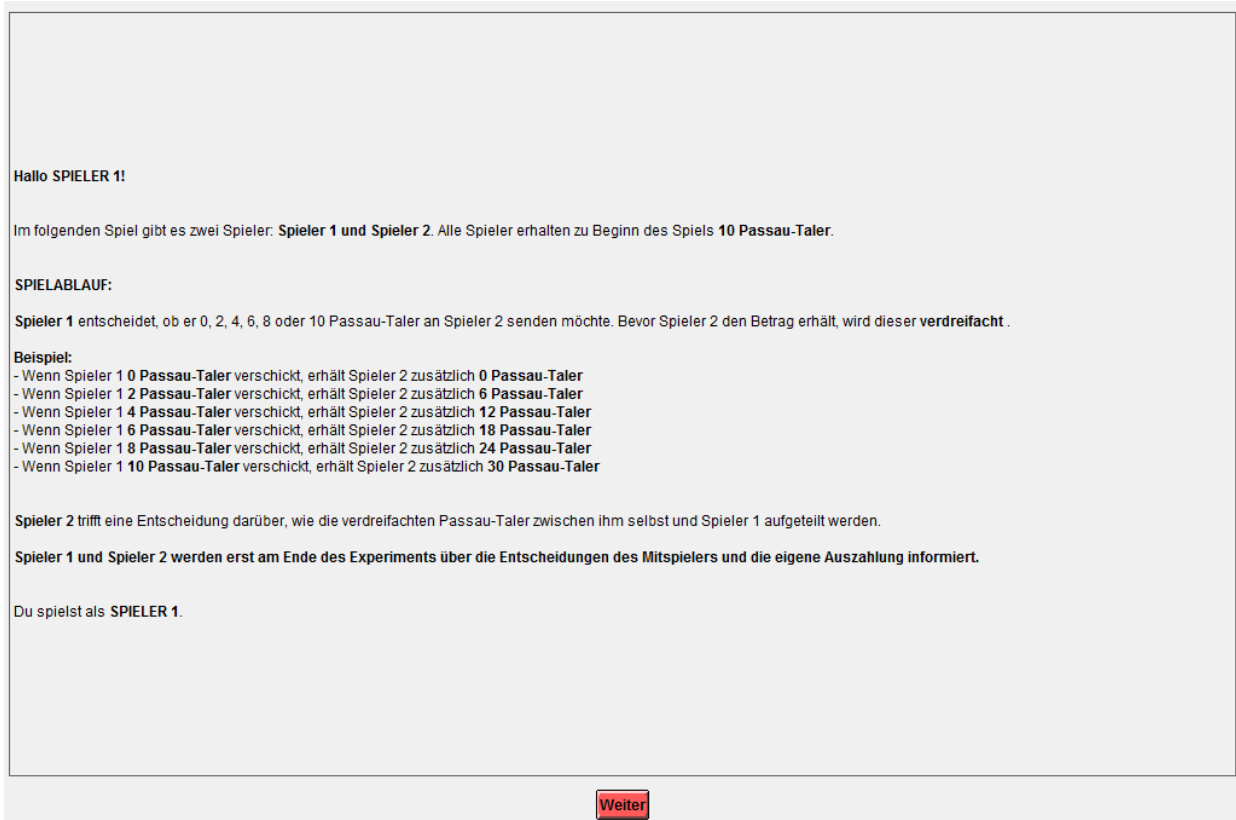 Hallo SPIELER 1!
Im folgenden Spiel gibt es zwei Spieler: Spieler 1 und Spieler 2. Alle Spieler erhalten zu Beginn des Spiels 10 Passau-Taler.
SPIELABLAUF:
Spieler 1 entscheidet, ob er 0, 2, 4, 6, 8 oder 10 Passau-Taler an Spieler 2 senden möchte. Bevor Spieler 2 den Betrag erhält, wird dieser verdreifacht .
Beispiel:
- Wenn Spieler 1 0 Passau-Taler verschickt, erhält Spieler 2 zusätzlich 0 Passau-Taler
- Wenn Spieler 1 2 Passau-Taler verschickt, erhält Spieler 2 zusätzlich 6 Passau-Taler
- Wenn Spieler 1 4 Passau-Taler verschickt, erhält Spieler 2 zusätzlich 12 Passau-Taler
- Wenn Spieler 1 6 Passau-Taler verschickt, erhält Spieler 2 zusätzlich 18 Passau-Taler
- Wenn Spieler 1 8 Passau-Taler verschickt, erhält Spieler 2 zusätzlich 24 Passau-Taler
- Wenn Spieler 1 10 Passau-Taler verschickt, erhält Spieler 2 zusätzlich 30 Passau-Taler
Spieler 2 trifft eine Entscheidung darüber, wie die verdreifachten Passau-Taler zwischen ihm selbst und Spieler 1 aufgeteilt werden.
Spieler 1 und Spieler 2 werden erst am Ende des Experiments über die Entscheidungen des Mitspielers und die eigene Auszahlung informiert.
Du spielst als SPIELER 1.
Weiter